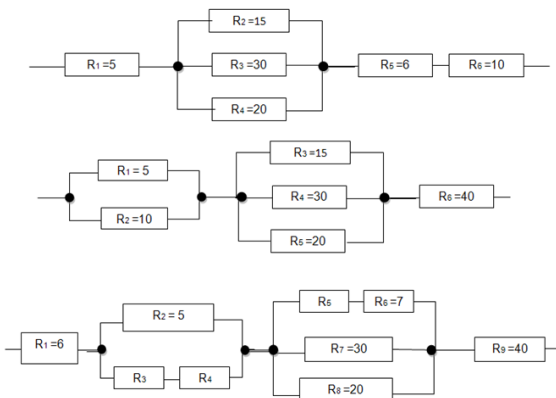 R2 =15
R1 =5
R3 =30
R5 =6
R6 =10
R4 =20
R3 =15
R1 = 5
R4 =30
R6 =40
R2 =10
R5 =20
R5
R6 =7
R2 = 5
R1 =6
R7 =30
R9 =40
R3
R4
R8 =20